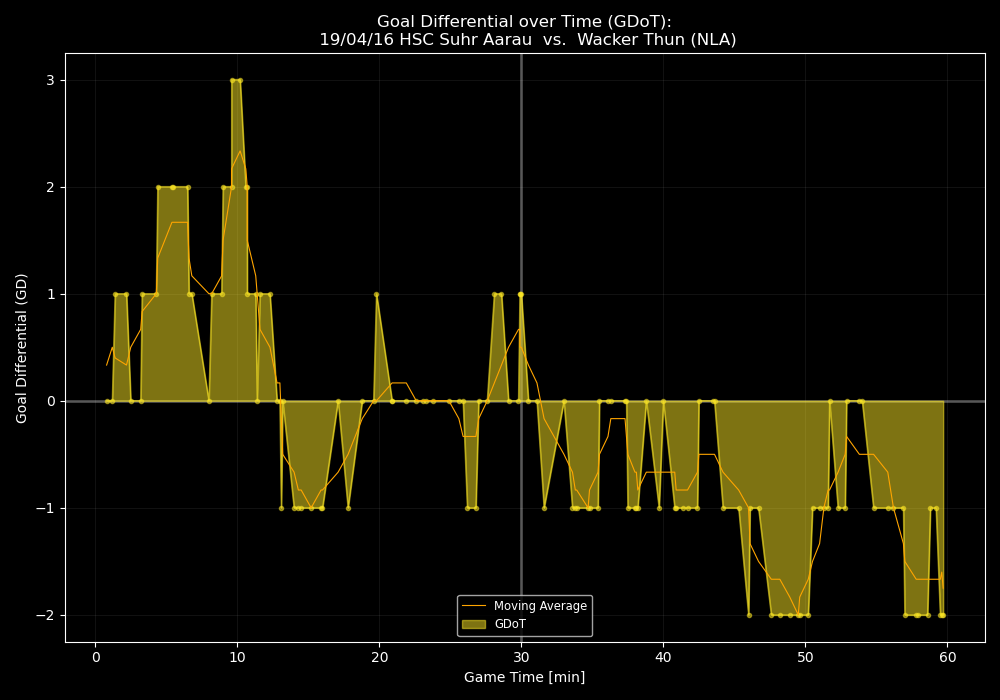 Goal Differential over Time (GDoT):
19/04/16 HSC Suhr Aarau  vs.  Wacker Thun (NLA)
Goal Differential (GD)
3
2
1
0
−1
−2
0
10
20
30
40
50
60
Game Time [min]
Moving Average
GDoT